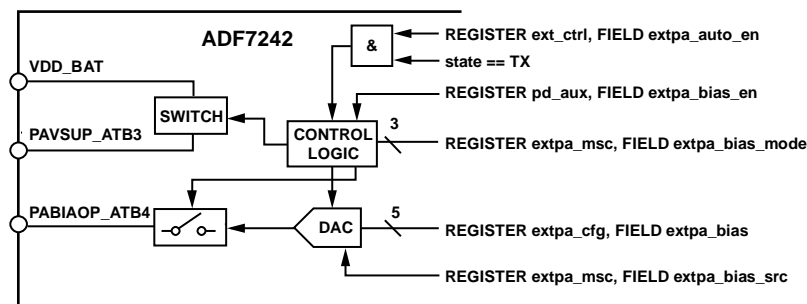 ADF7242
REGISTER ext_ctrl, FIELD extpa_auto_en
&
state == TX
VDD_BAT
REGISTER pd_aux, FIELD extpa_bias_en
SWITCH
PAVSUP_ATB3
CONTROL
LOGIC
3
REGISTER extpa_msc, FIELD extpa_bias_mode
PABIAOP_ATB4
DAC
5
REGISTER extpa_cfg, FIELD extpa_bias
REGISTER extpa_msc, FIELD extpa_bias_src